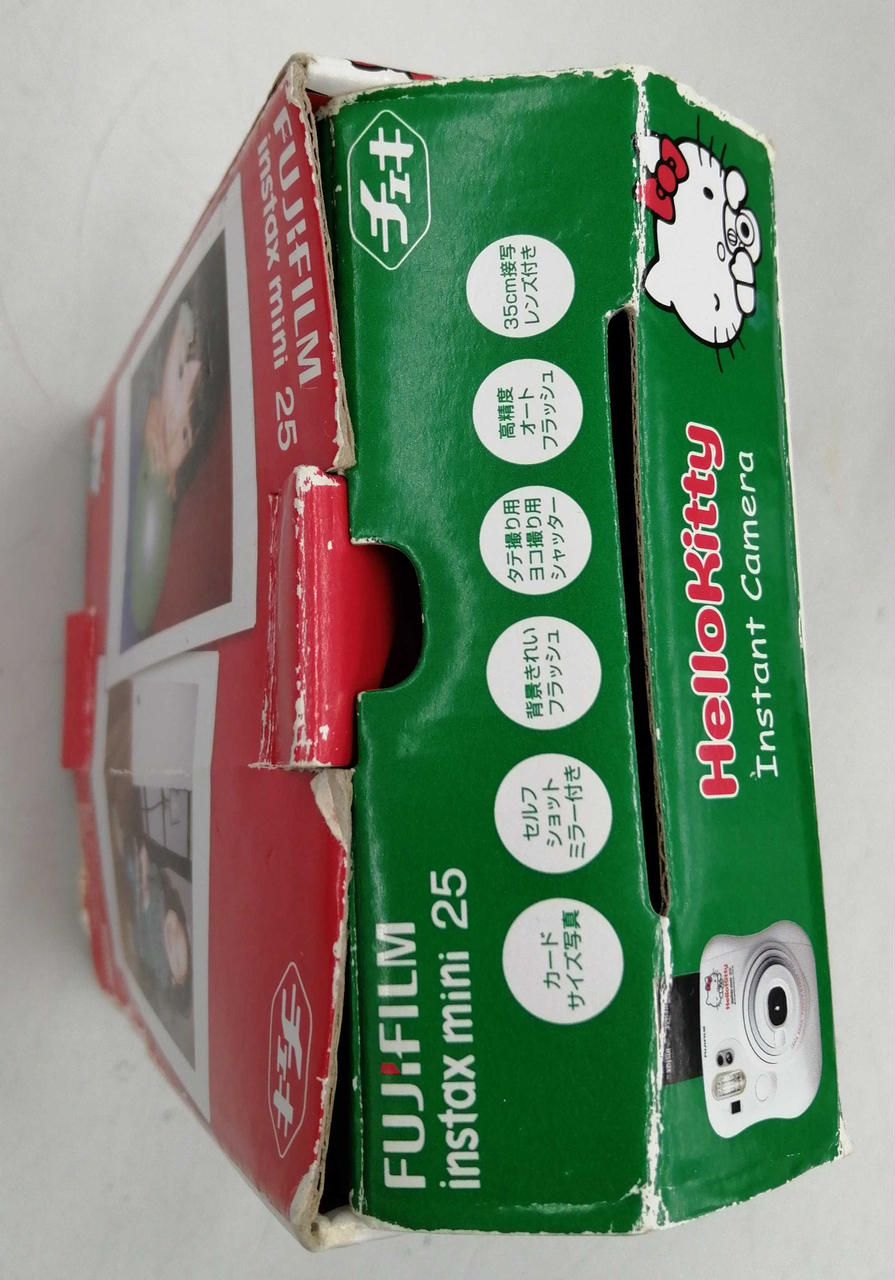 FUJIFILM
instax mini 25
チェキ
FUJIFILM
instax mini 25
チェキ
カード
サイズ写真
セルフ
ショット
ミラー付き
背景きれい
フラッシュ
タテ撮り用
ヨコ撮り用
シャッター
高精度
オート
フラッシュ
35cm接写
レンズ付き
HelloKitty
Instant Camera
HelloKitty